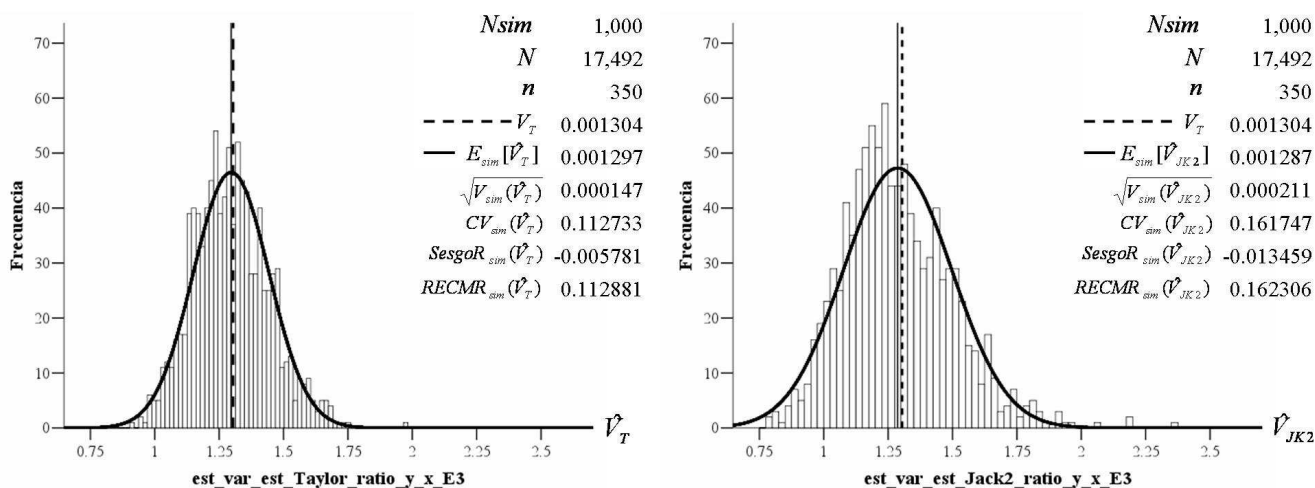 Nsim 1,000
N 17,492
n 350
V_T 0.001304
E_sim[V̂_T] 0.001297
√V_sim(V̂_T) 0.000147
CV_sim(V̂_T) 0.112733
SesgoR_sim(V̂_T) -0.005781
RECMR_sim(V̂_T) 0.112881
Frecuencia
70
60
50
40
30
20
10
0
0.75 1 1.25 1.5 1.75 2 2.25 2.5
V̂_T
est_var_est_Taylor_ratio_y_x_E3
Nsim 1,000
N 17,492
n 350
V_T 0.001304
E_sim[V̂_JK2] 0.001287
√V_sim(V̂_JK2) 0.000211
CV_sim(V̂_JK2) 0.161747
SesgoR_sim(V̂_JK2) -0.013459
RECMR_sim(V̂_JK2) 0.162306
Frecuencia
70
60
50
40
30
20
10
0
0.75 1 1.25 1.5 1.75 2 2.25 2.5
V̂_JK2
est_var_est_Jack2_ratio_y_x_E3